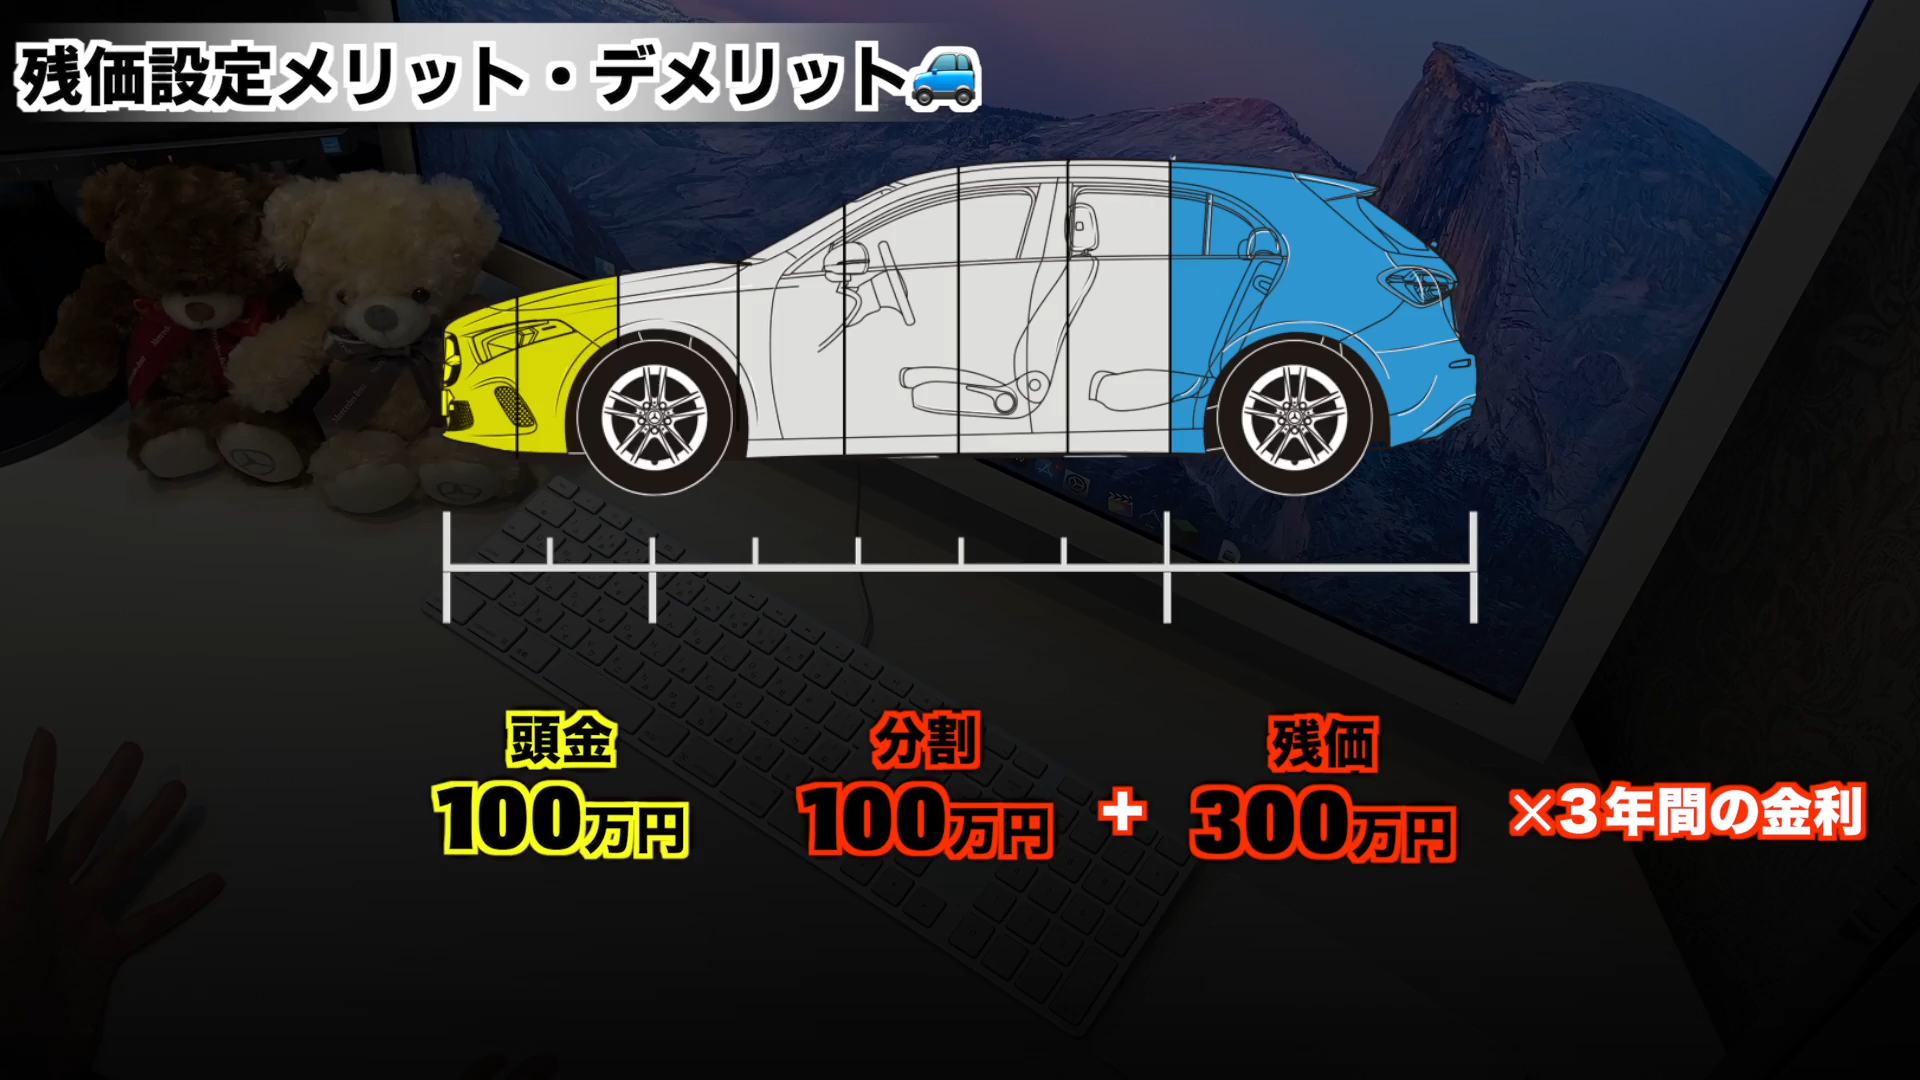 残価設定メリット・デメリット🚙
頭金
100万円
分割
100万円
+
残価
300万円
×3年間の金利